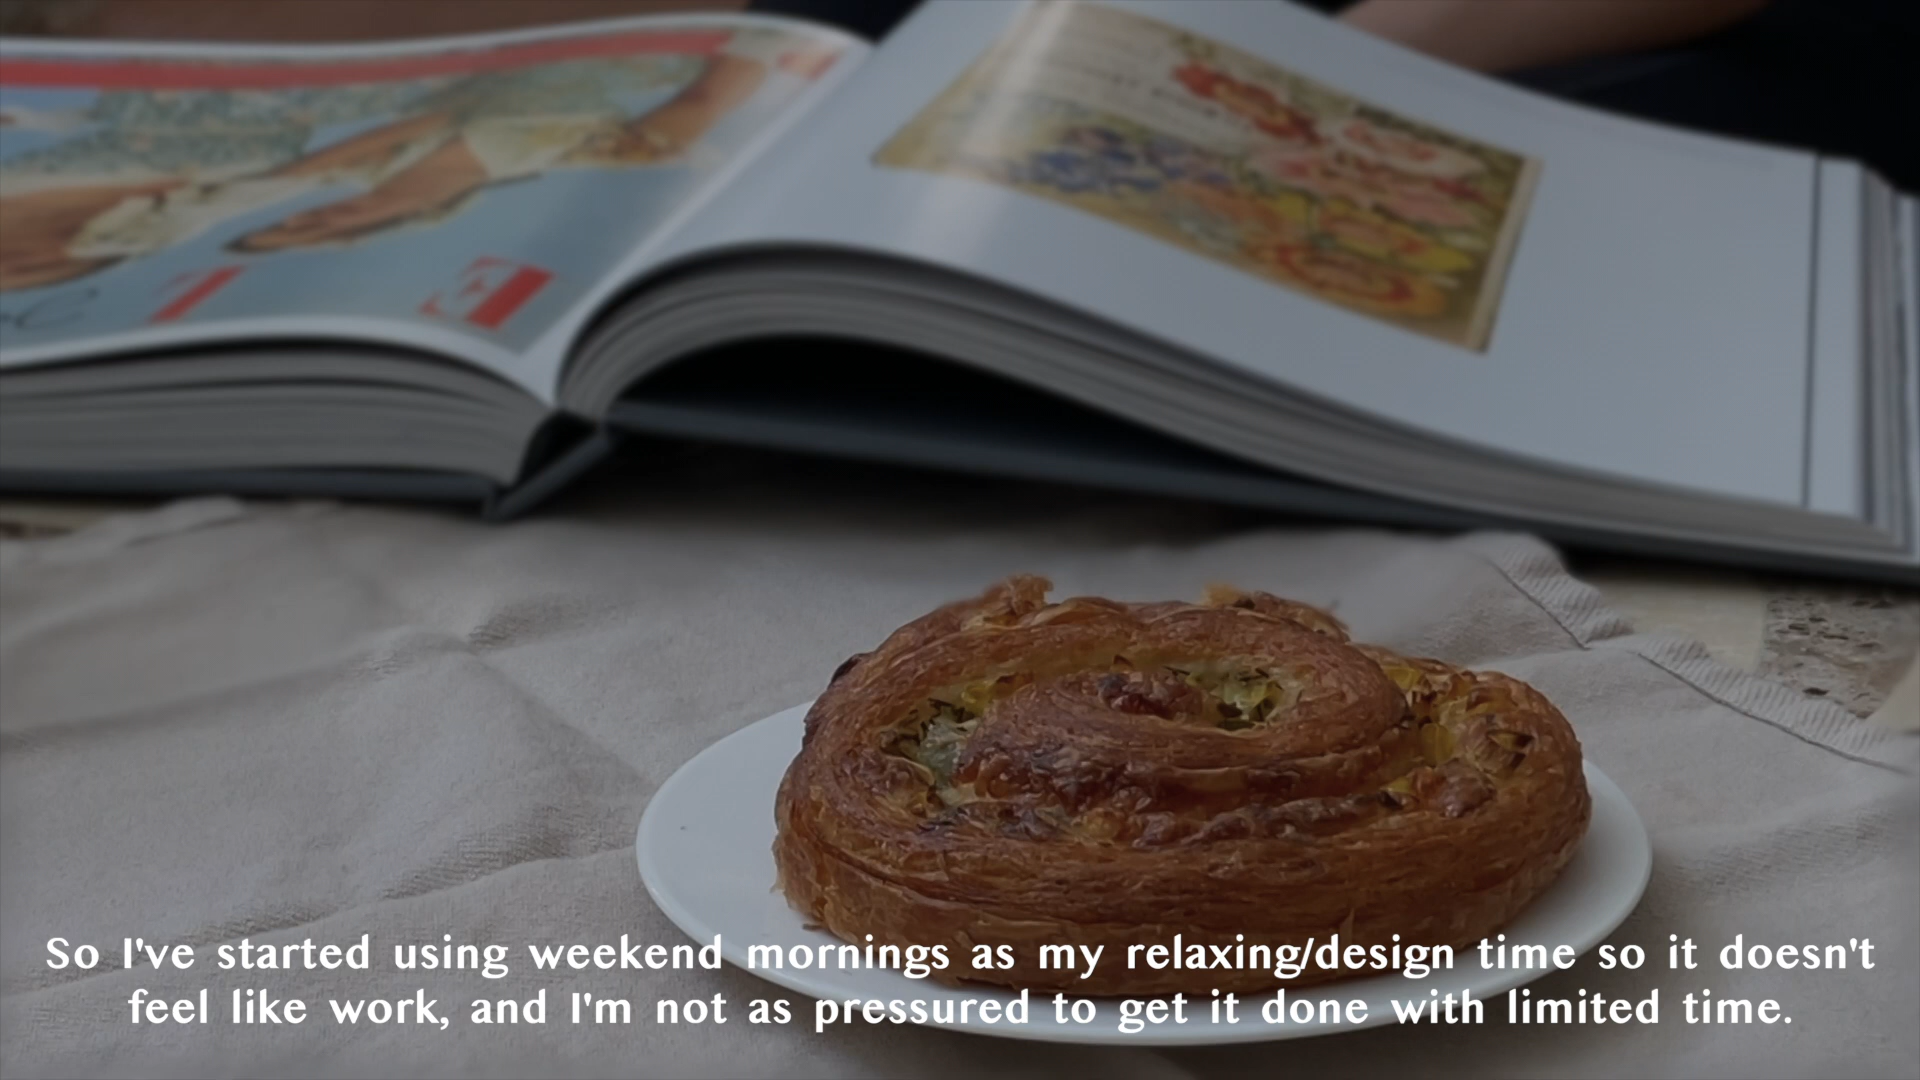 So I've started using weekend mornings as my relaxing/design time so it doesn't
feel like work, and I'm not as pressured to get it done with limited time.